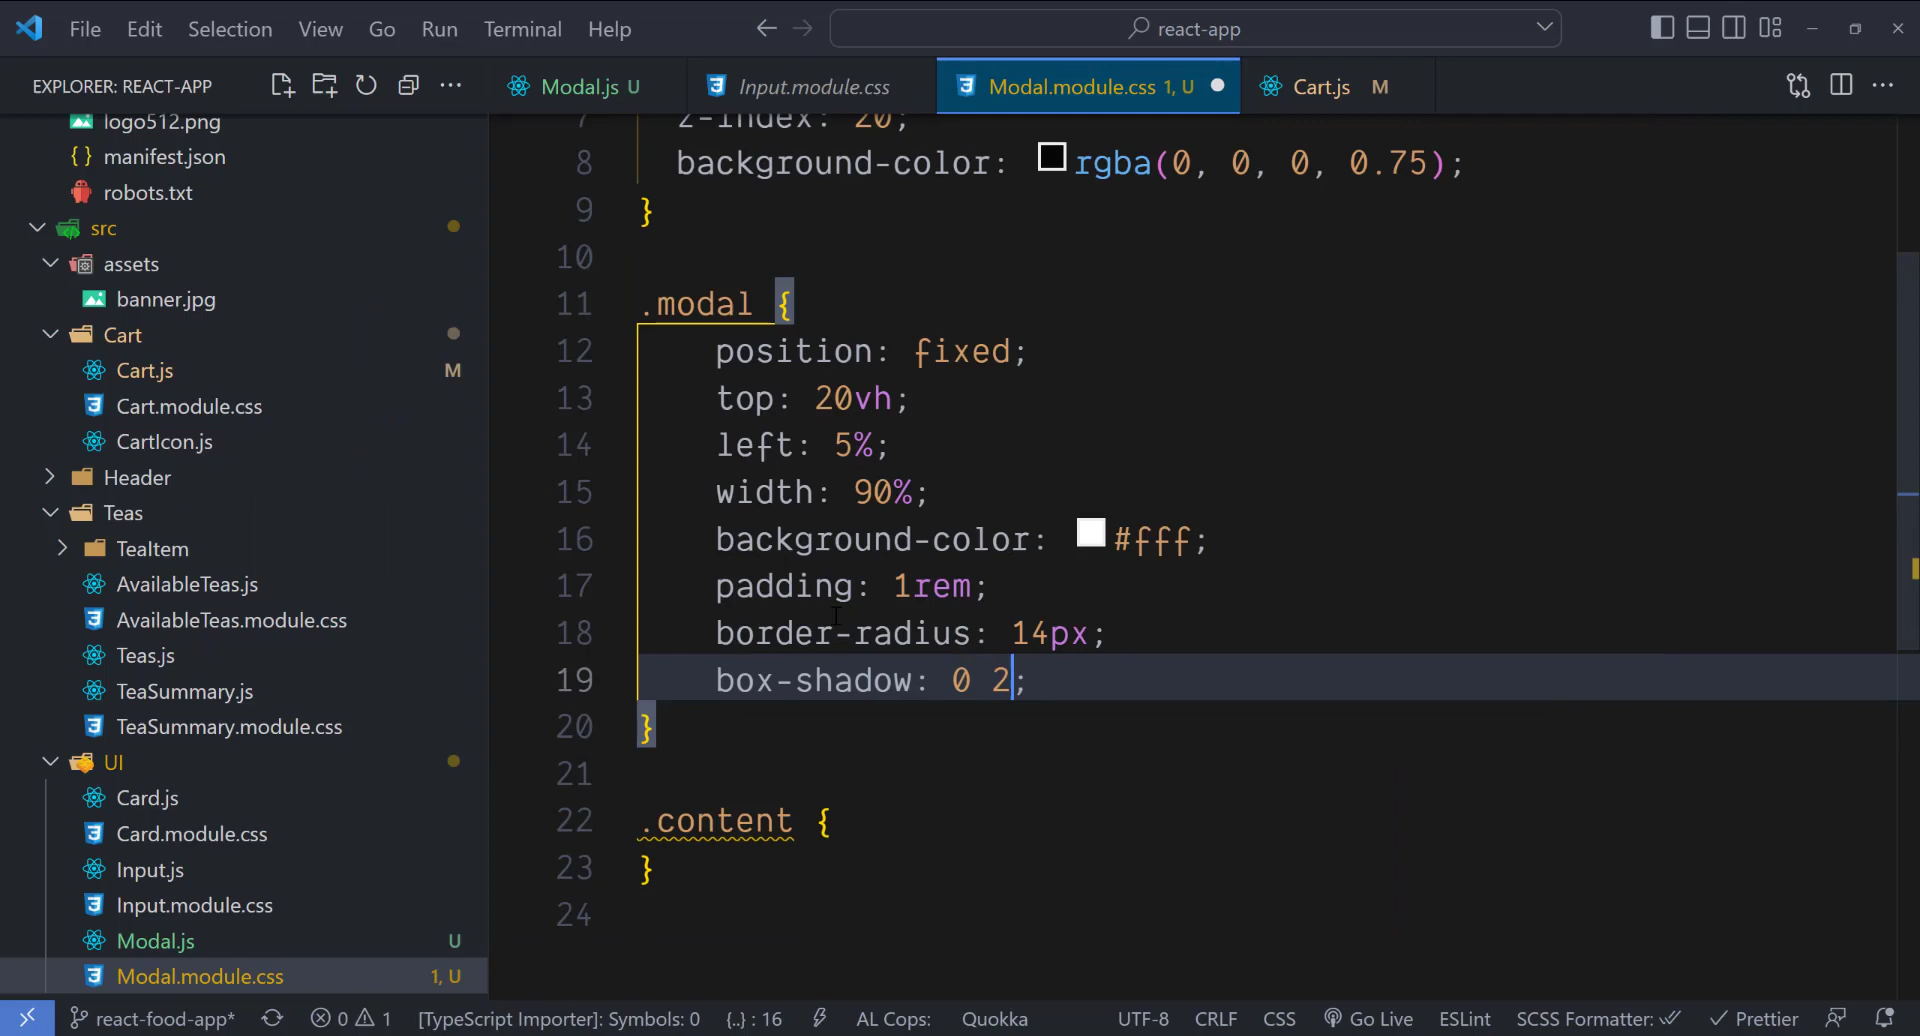 File Edit Selection View Go Run Terminal Help react-app
EXPLORER: REACT-APP
Modal.js U Input.module.css Modal.module.css 1, U Cart.js M
logo512.png
{ } manifest.json
robots.txt
src
assets
banner.jpg
Cart
Cart.js M
Cart.module.css
CartIcon.js
Header
Teas
TeaItem
AvailableTeas.js
AvailableTeas.module.css
Teas.js
TeaSummary.js
TeaSummary.module.css
UI
Card.js
Card.module.css
Input.js
Input.module.css
Modal.js U
Modal.module.css 1, U
7 z-index: 20;
8 background-color: rgba(0, 0, 0, 0.75);
9 }
10
11 .modal {
12 position: fixed;
13 top: 20vh;
14 left: 5%;
15 width: 90%;
16 background-color: #fff;
17 padding: 1rem;
18 border-radius: 14px;
19 box-shadow: 0 2;
20 }
21
22 .content {
23 }
24
react-food-app* 0 1 [TypeScript Importer]: Symbols: 0 {..} : 16 AL Cops: Quokka UTF-8 CRLF CSS Go Live ESLint SCSS Formatter: Prettier